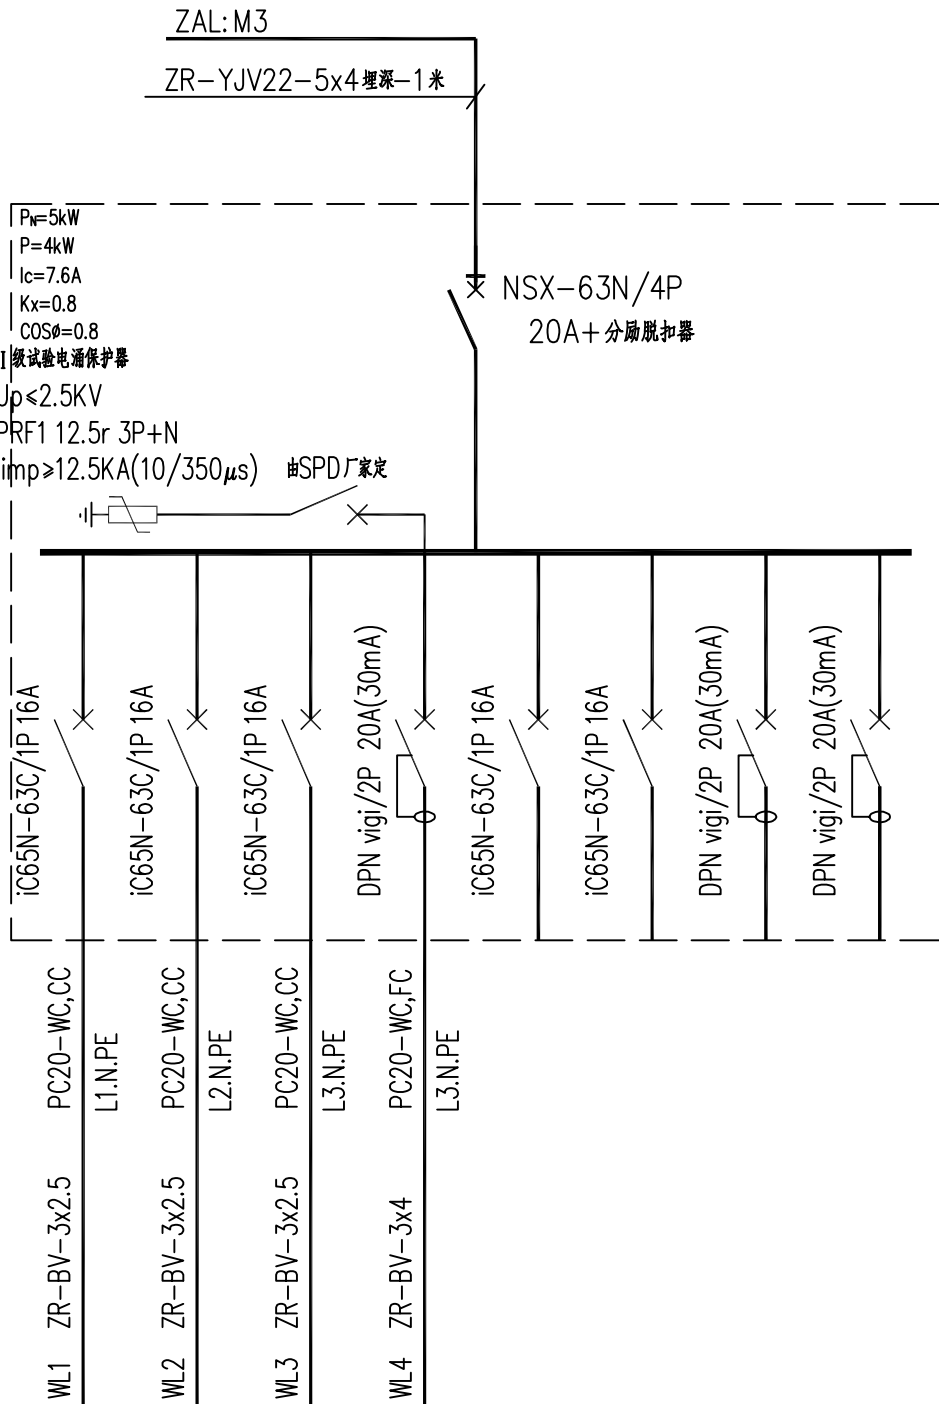 ZAL:M3
ZR-YJV22-5x4埋深-1米
PN=5kW
P=4kW
Ic=7.6A
Kx=0.8
COSø=0.8
I级试验电涌保护器
Up≤2.5KV
PRF1 12.5r 3P+N
imp≥12.5KA(10/350μs)
由SPD厂家定
NSX-63N/4P
20A+分励脱扣器
iC65N-63C/1P 16A
iC65N-63C/1P 16A
iC65N-63C/1P 16A
DPN vigi/2P 20A(30mA)
iC65N-63C/1P 16A
iC65N-63C/1P 16A
DPN vigi/2P 20A(30mA)
DPN vigi/2P 20A(30mA)
WL1 ZR-BV-3x2.5 PC20-WC,CC
L1.N.PE
WL2 ZR-BV-3x2.5 PC20-WC,CC
L2.N.PE
WL3 ZR-BV-3x2.5 PC20-WC,CC
L3.N.PE
WL4 ZR-BV-3x4 PC20-WC,FC
L3.N.PE